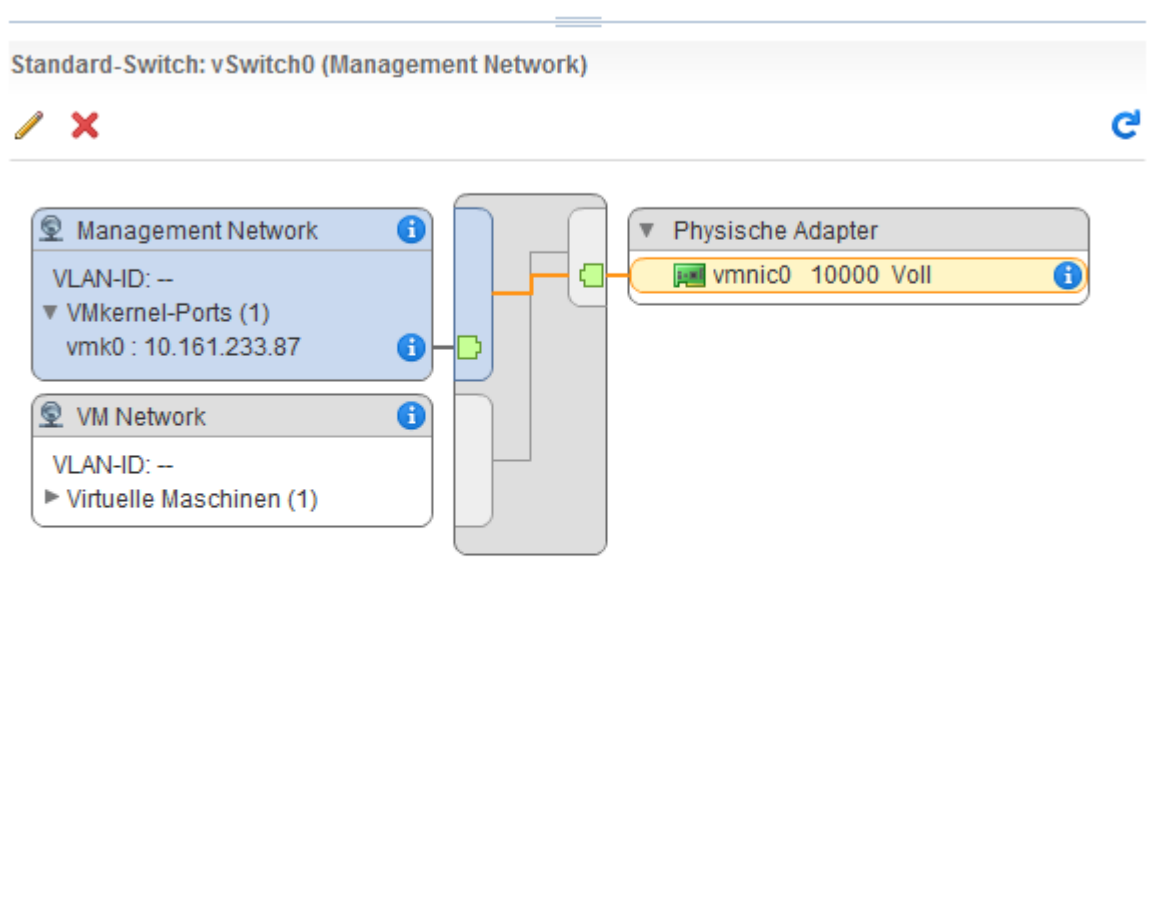 Standard-Switch: vSwitch0 (Management Network)
Management Network
VLAN-ID: --
VMkernel-Ports (1)
vmk0 : 10.161.233.87
VM Network
VLAN-ID: --
Virtuelle Maschinen (1)
Physische Adapter
vmnic0 10000 Voll